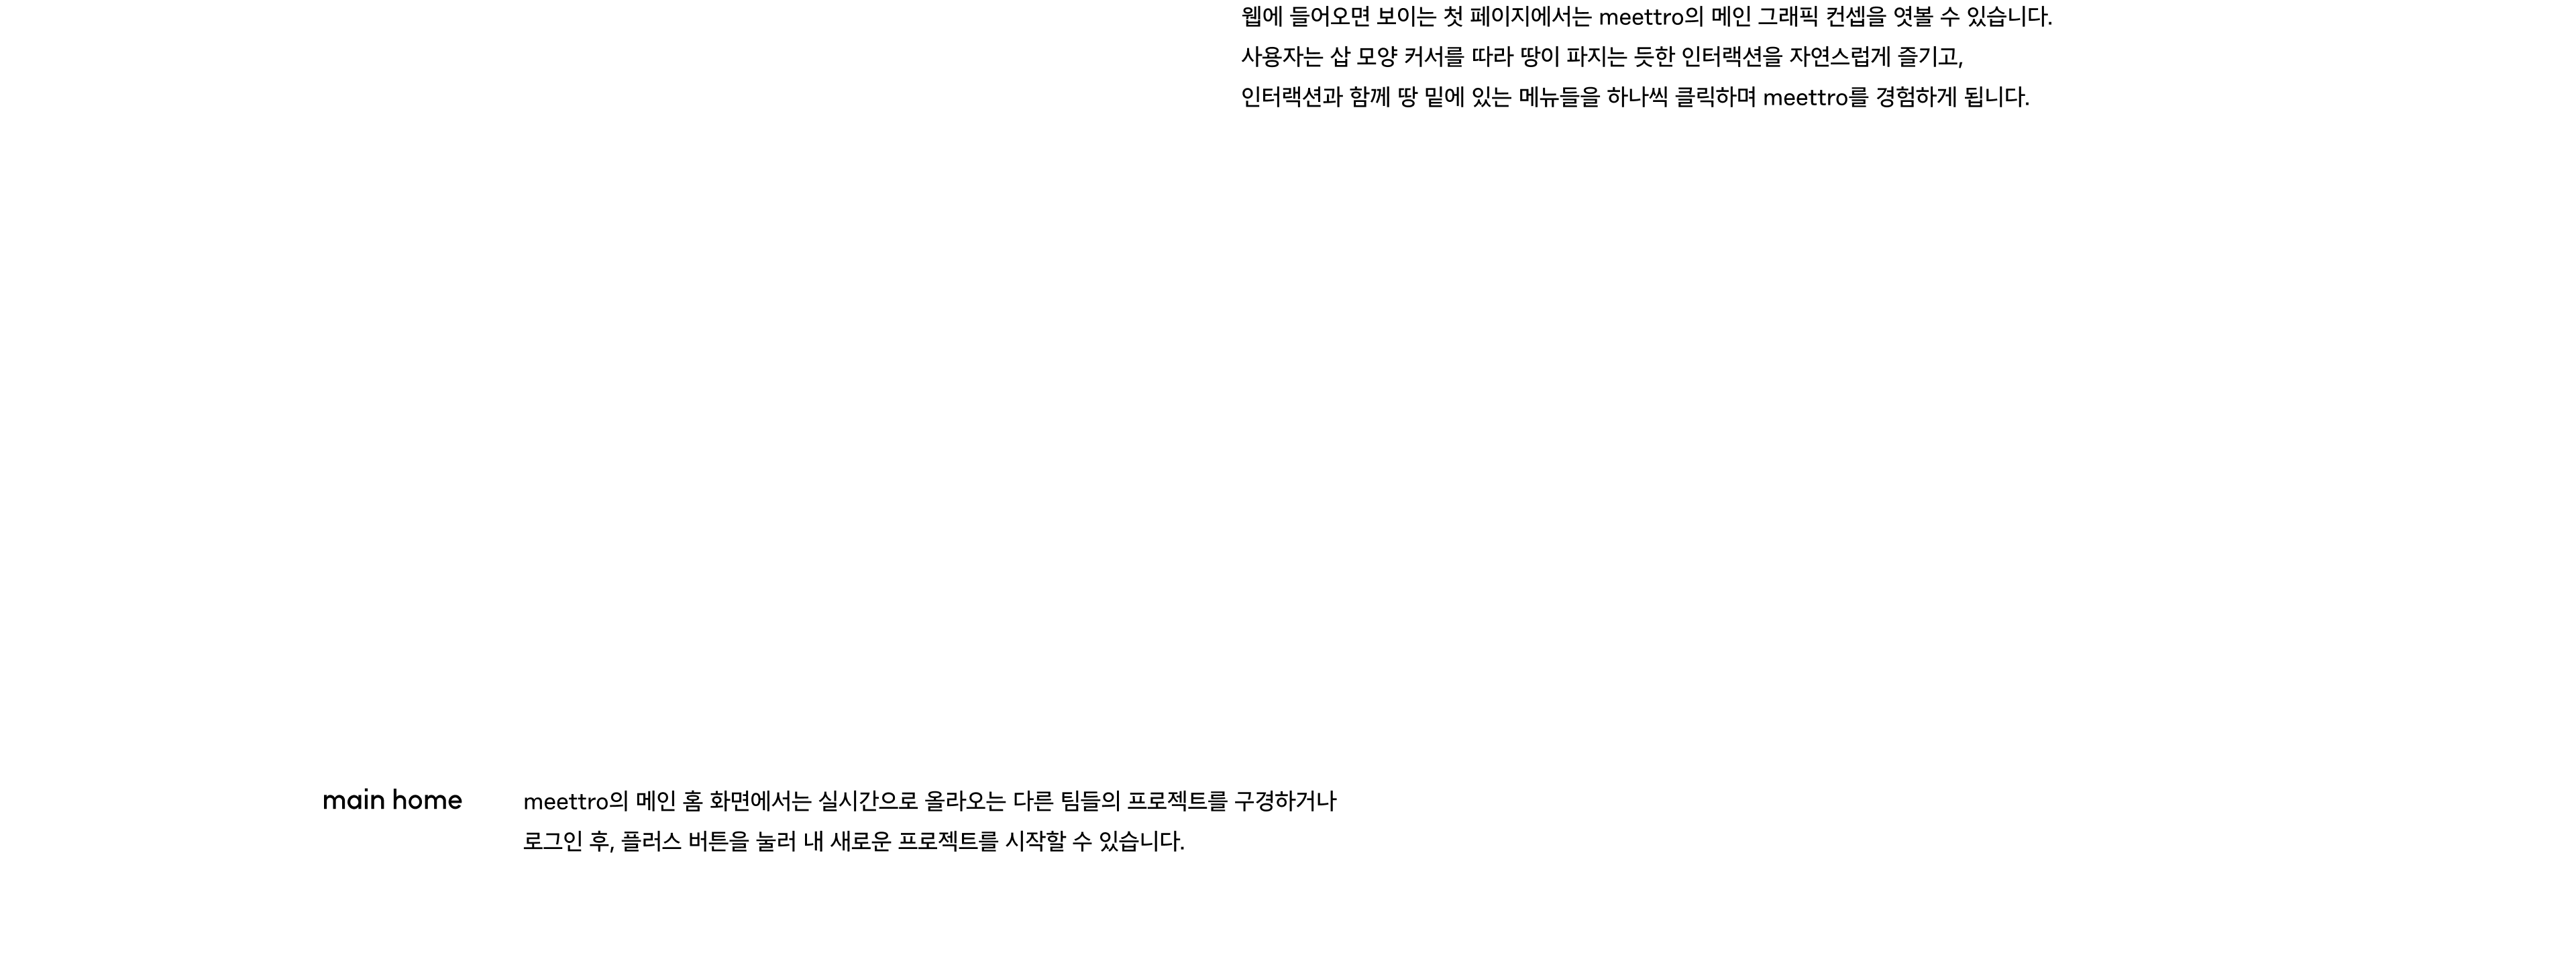 웹에 들어오면 보이는 첫 페이지에서는 meettro의 메인 그래픽 컨셉을 엿볼 수 있습니다.
사용자는 삽 모양 커서를 따라 땅이 파지는 듯한 인터랙션을 자연스럽게 즐기고,
인터랙션과 함께 땅 밑에 있는 메뉴들을 하나씩 클릭하며 meettro를 경험하게 됩니다.
main home
meettro의 메인 홈 화면에서는 실시간으로 올라오는 다른 팀들의 프로젝트를 구경하거나
로그인 후, 플러스 버튼을 눌러 내 새로운 프로젝트를 시작할 수 있습니다.